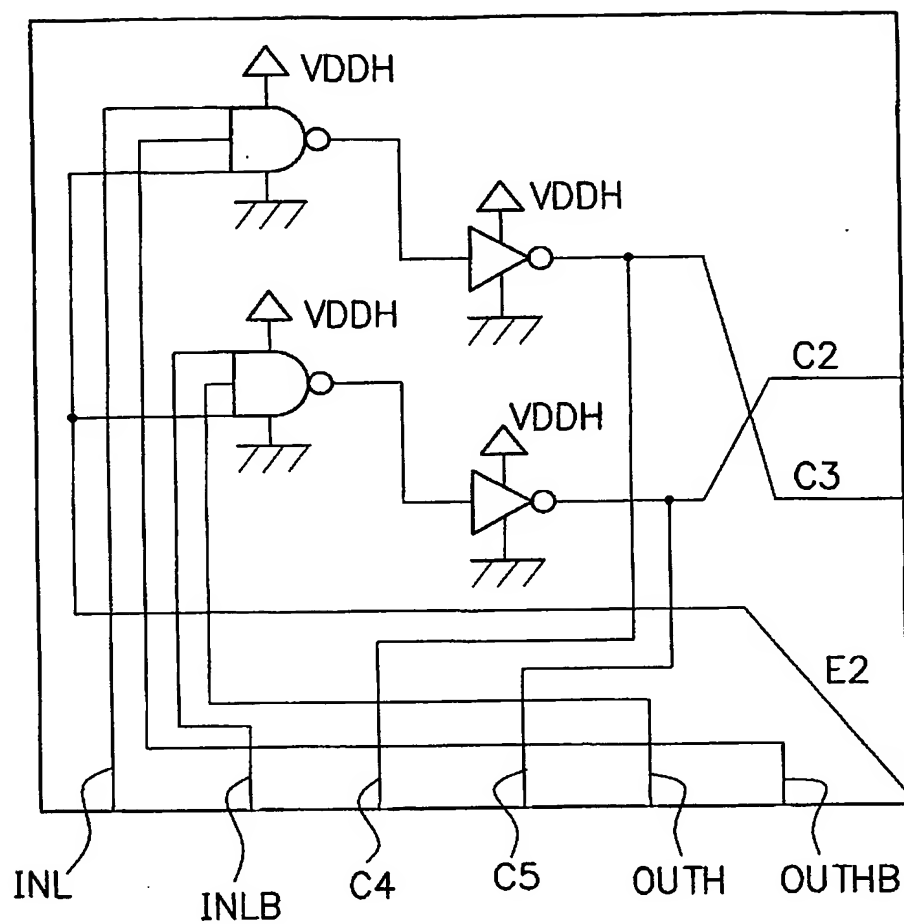 VDDH
VDDH
VDDH
VDDH
C2
C3
E2
INL
INLB
C4
C5
OUTH
OUTHB